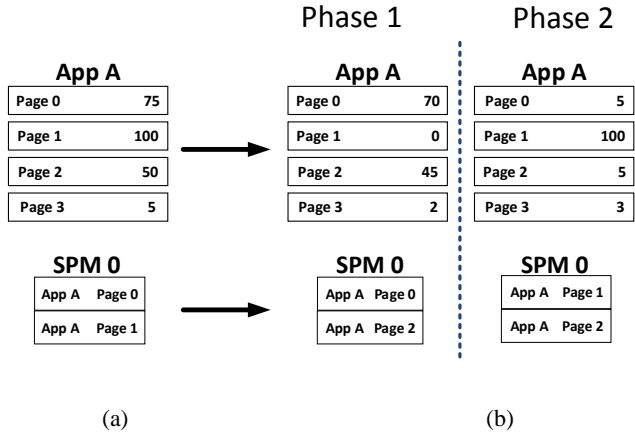 Phase 1 Phase 2
App A App A App A
Page 0 75 Page 0 70 Page 0 5
Page 1 100 Page 1 0 Page 1 100
Page 2 50 Page 2 45 Page 2 5
Page 3 5 Page 3 2 Page 3 3
SPM 0 SPM 0 SPM 0
App A Page 0 App A Page 0 App A Page 1
App A Page 1 App A Page 2 App A Page 2
(a) (b)